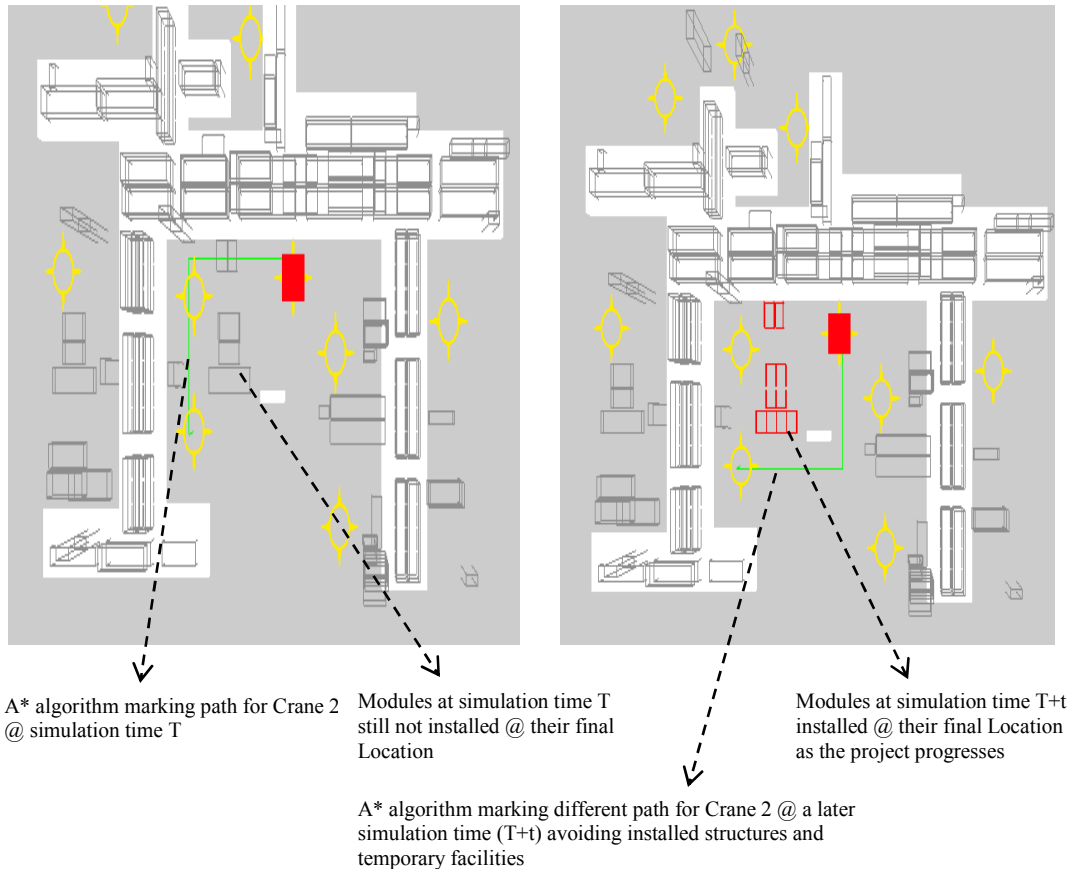 A* algorithm marking path for Crane 2
@ simulation time T
Modules at simulation time T
still not installed @ their final
Location
Modules at simulation time T+t
installed @ their final Location
as the project progresses
A* algorithm marking different path for Crane 2 @ a later
simulation time (T+t) avoiding installed structures and
temporary facilities